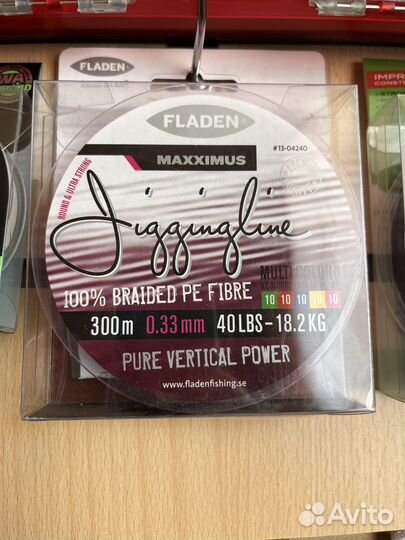 FLADEN
FLADEN®
MAXXIMUS
#13-04240
ROUND & ULTRA STRONG
Jiggingline
MULTI COLORS
100% BRAIDED PE FIBRE
10 10 10 10 10
300m 0.33mm 40LBS-18.2KG
PURE VERTICAL POWER
www.fladenfishing.se
Avito